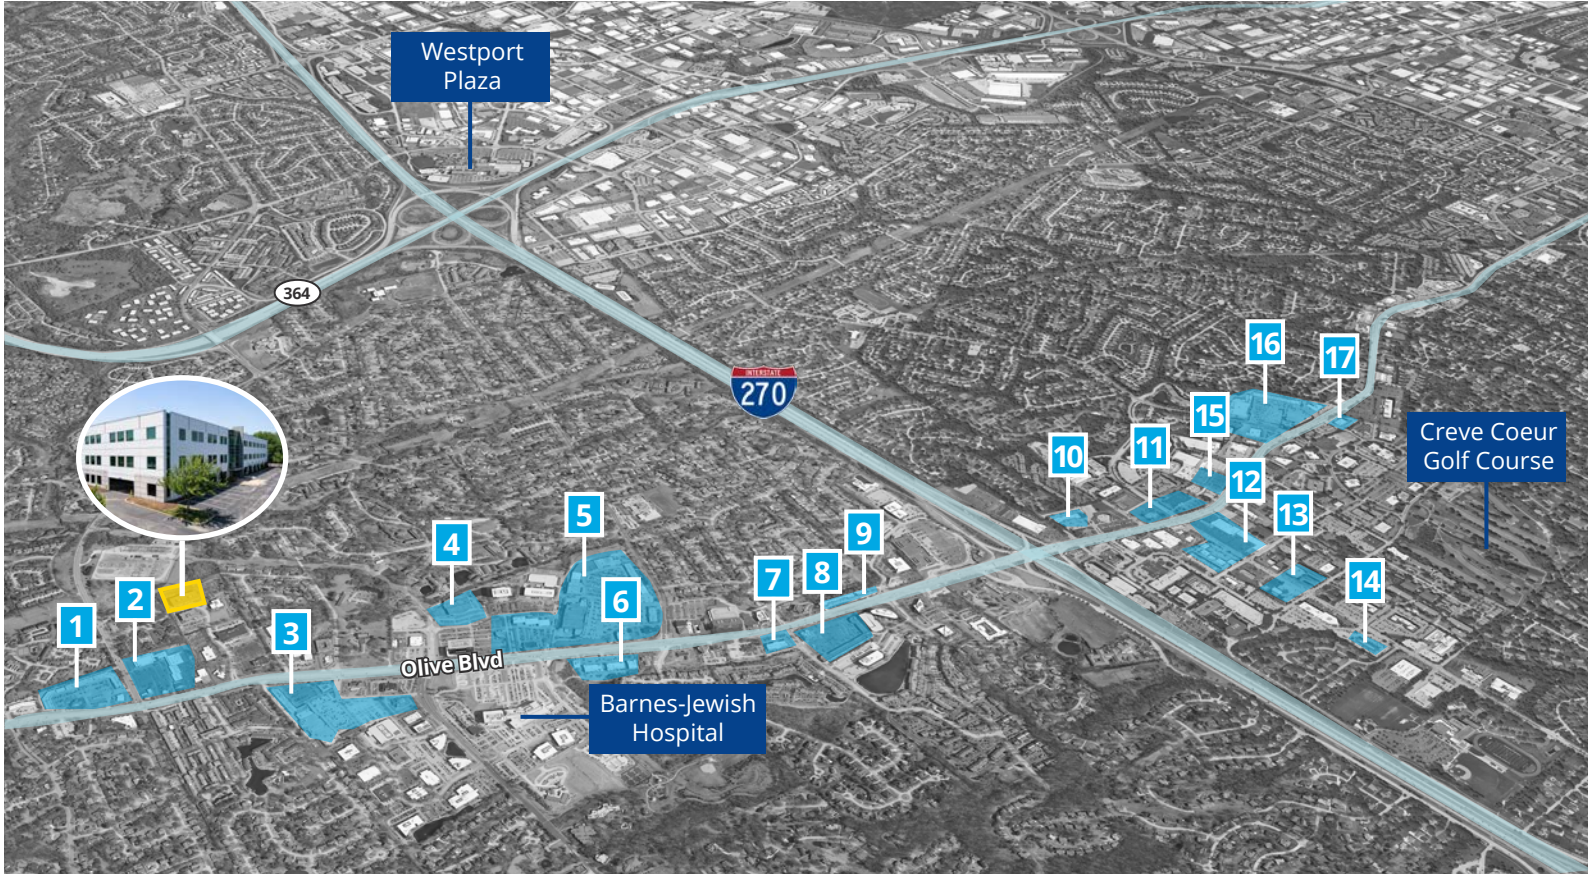 Westport
Plaza
364
INTERSTATE
270
16
17
15
Creve Coeur
Golf Course
11
10
12
13
5
4
9
7
8
14
2
6
1
3
Olive Blvd
Barnes-Jewish
Hospital